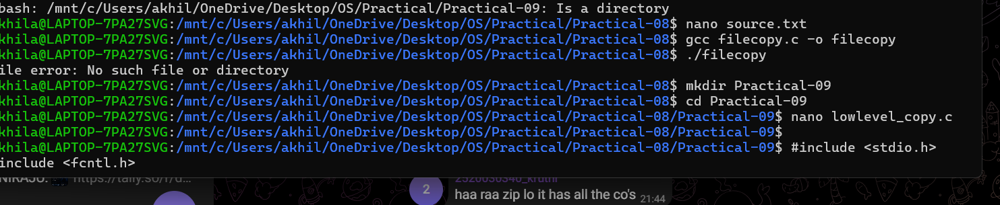 bash: /mnt/c/Users/akhil/OneDrive/Desktop/OS/Practical/Practical-09: Is a directory
khila@LAPTOP-7PA27SVG:/mnt/c/Users/akhil/OneDrive/Desktop/OS/Practical/Practical-08$ nano source.txt
khila@LAPTOP-7PA27SVG:/mnt/c/Users/akhil/OneDrive/Desktop/OS/Practical/Practical-08$ gcc filecopy.c -o filecopy
khila@LAPTOP-7PA27SVG:/mnt/c/Users/akhil/OneDrive/Desktop/OS/Practical/Practical-08$ ./filecopy
ile error: No such file or directory
khila@LAPTOP-7PA27SVG:/mnt/c/Users/akhil/OneDrive/Desktop/OS/Practical/Practical-08$ mkdir Practical-09
khila@LAPTOP-7PA27SVG:/mnt/c/Users/akhil/OneDrive/Desktop/OS/Practical/Practical-08$ cd Practical-09
khila@LAPTOP-7PA27SVG:/mnt/c/Users/akhil/OneDrive/Desktop/OS/Practical/Practical-08/Practical-09$ nano lowlevel_copy.c
khila@LAPTOP-7PA27SVG:/mnt/c/Users/akhil/OneDrive/Desktop/OS/Practical/Practical-08/Practical-09$
khila@LAPTOP-7PA27SVG:/mnt/c/Users/akhil/OneDrive/Desktop/OS/Practical/Practical-08/Practical-09$ #include <stdio.h>
include <fcntl.h>
2
haa raa zip lo it has all the co's 21:44